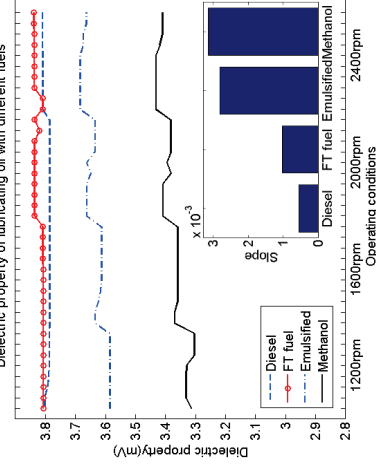 Dielectric property of lubricating oil with different fuels
Dielectric property(mV)
3.8
3.7
3.6
3.5
3.4
3.3
3.2
3.1
3
2.9
2.8
1200rpm
1600rpm
2000rpm
2400rpm
Operating conditions
Diesel
FT fuel
Emulsified
Methanol
x 10⁻³
3
2
1
0
Slope
Diesel
FT fuel
Emulsified
Methanol